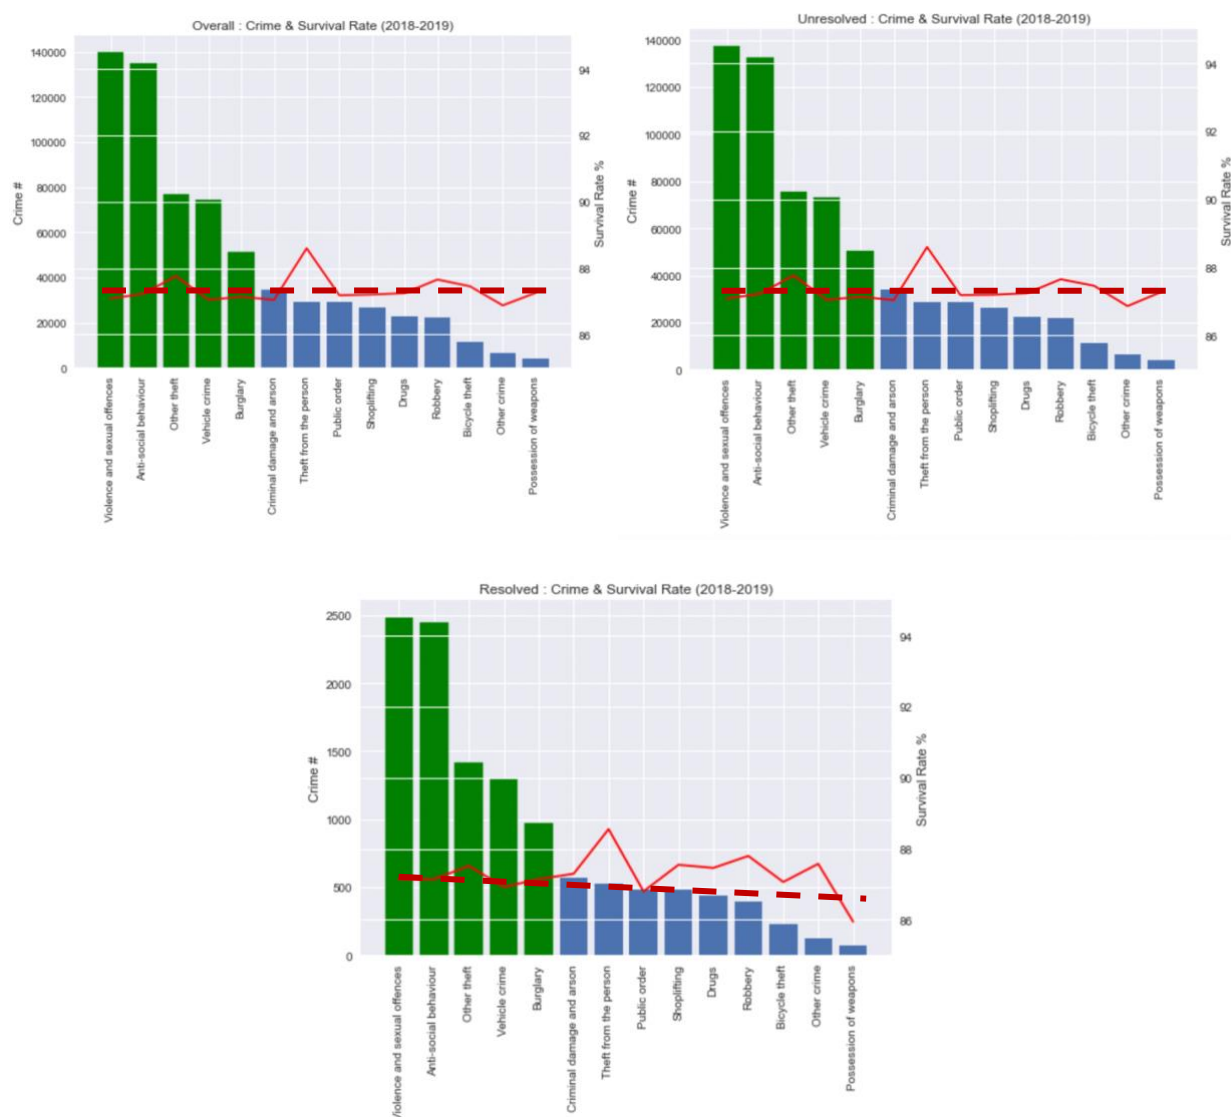 Overall : Crime & Survival Rate (2018-2019)
140000
120000
100000
80000
60000
40000
20000
0
Crime #
94
92
90
88
86
Survival Rate %
Violence and sexual offences
Anti-social behaviour
Other theft
Vehicle crime
Burglary
Criminal damage and arson
Theft from the person
Public order
Shoplifting
Drugs
Robbery
Bicycle theft
Other crime
Possession of weapons
Unresolved : Crime & Survival Rate (2018-2019)
140000
120000
100000
80000
60000
40000
20000
0
Crime #
94
92
90
88
86
Survival Rate %
Violence and sexual offences
Anti-social behaviour
Other theft
Vehicle crime
Burglary
Criminal damage and arson
Theft from the person
Public order
Shoplifting
Drugs
Robbery
Bicycle theft
Other crime
Possession of weapons
Resolved : Crime & Survival Rate (2018-2019)
2500
2000
1500
1000
500
0
Crime #
94
92
90
88
86
Survival Rate %
Violence and sexual offences
Anti-social behaviour
Other theft
Vehicle crime
Burglary
Criminal damage and arson
Theft from the person
Public order
Shoplifting
Drugs
Robbery
Bicycle theft
Other crime
Possession of weapons